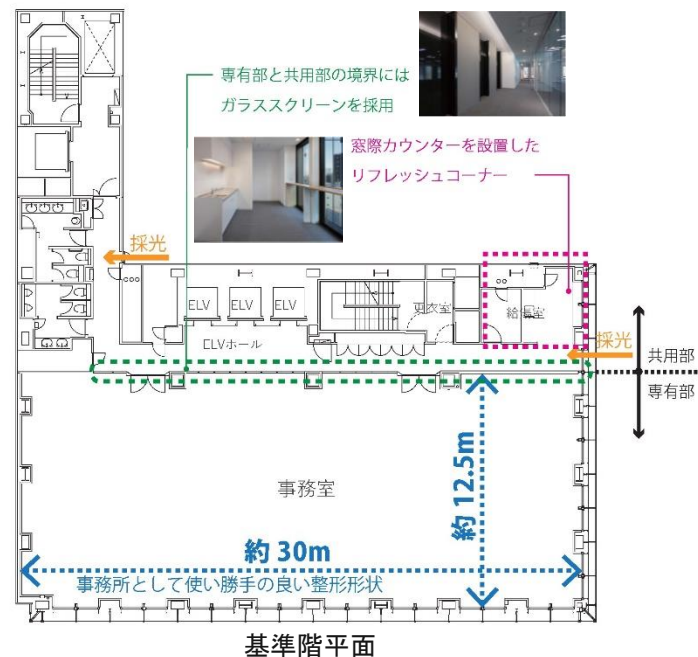 専有部と共用部の境界には
ガラススクリーンを採用
窓際カウンターを設置した
リフレッシュコーナー
採光
ELV
ELV
ELV
更衣室
給湯室
ELVホール
採光
共用部
専有部
約 12.5m
事務室
約 30m
事務所として使い勝手の良い整形形状
基準階平面